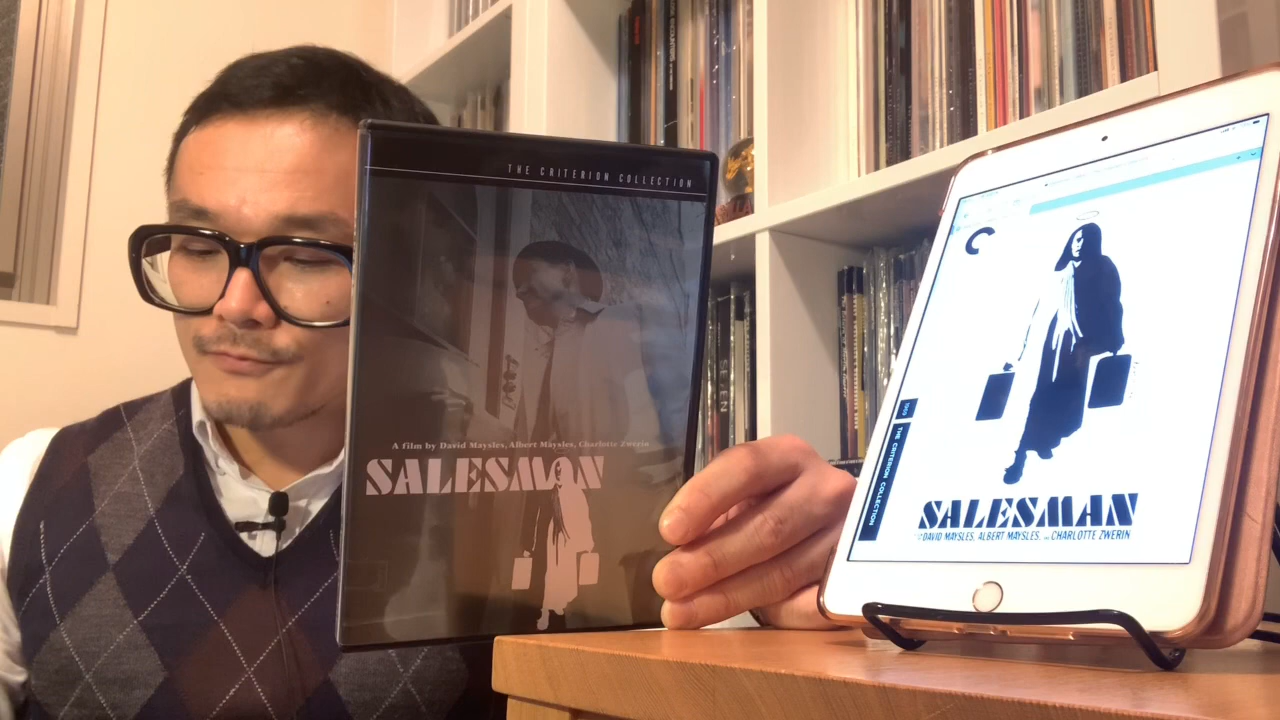 THE CRITERION COLLECTION
A film by David Maysles, Albert Maysles, Charlotte Zwerin
SALESMAN
THE CRITERION COLLECTION
SALESMAN
DAVID MAYSLES, ALBERT MAYSLES, AND CHARLOTTE ZWERIN